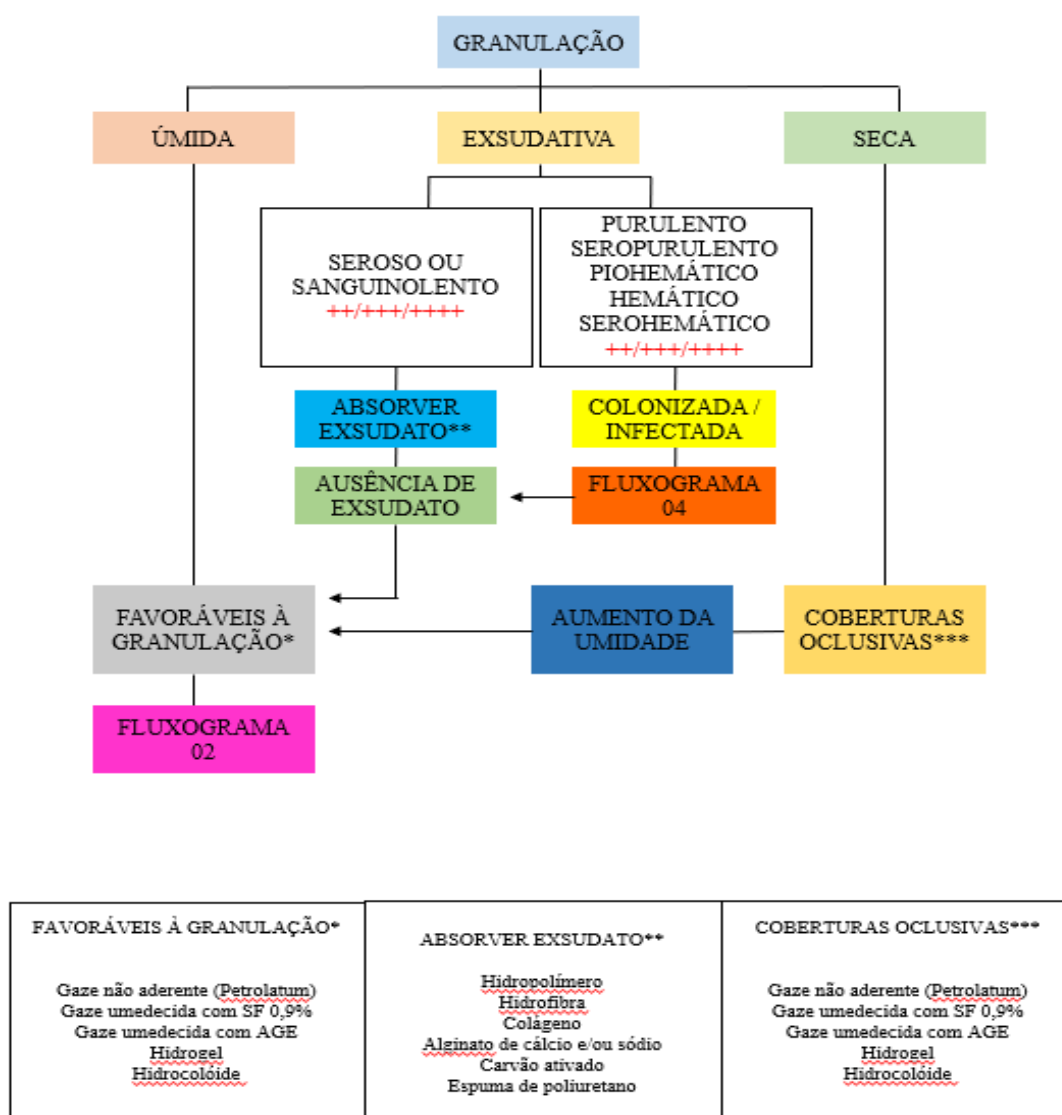 GRANULAÇÃO
ÚMIDA
EXSUDATIVA
SECA
SEROSO OU
SANGUINOLENTO
++/+++/++++
PURULENTO
SEROPURULENTO
PIOHEMÁTICO
HEMÁTICO
SEROHEMÁTICO
++/+++/++++
ABSORVER
EXSUDATO**
COLONIZADA /
INFECTADA
AUSÊNCIA DE
EXSUDATO
FLUXOGRAMA
04
FAVORÁVEIS À
GRANULAÇÃO*
AUMENTO DA
UMIDADE
COBERTURAS
OCLUSIVAS***
FLUXOGRAMA
02
FAVORÁVEIS À GRANULAÇÃO*
Gaze não aderente (Petrolatum)
Gaze umedecida com SF 0,9%
Gaze umedecida com AGE
Hidrogel
Hidrocolóide
ABSORVER EXSUDATO**
Hidropolímero
Hidrofibra
Colágeno
Alginato de cálcio e/ou sódio
Carvão ativado
Espuma de poliuretano
COBERTURAS OCLUSIVAS***
Gaze não aderente (Petrolatum)
Gaze umedecida com SF 0,9%
Gaze umedecida com AGE
Hidrogel
Hidrocolóide